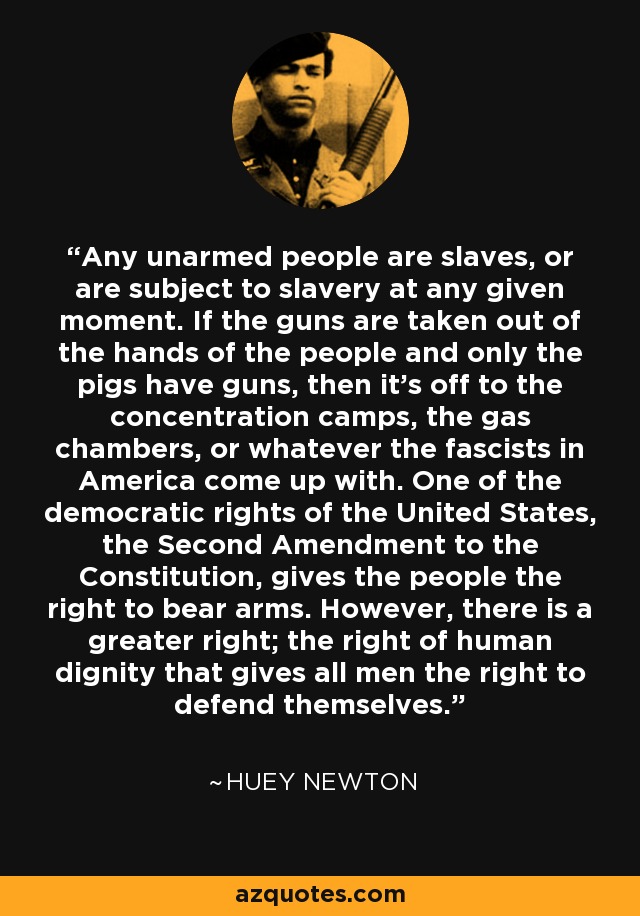 “Any unarmed people are slaves, or
are subject to slavery at any given
moment. If the guns are taken out of
the hands of the people and only the
pigs have guns, then it’s off to the
concentration camps, the gas
chambers, or whatever the fascists in
America come up with. One of the
democratic rights of the United States,
the Second Amendment to the
Constitution, gives the people the
right to bear arms. However, there is a
greater right; the right of human
dignity that gives all men the right to
defend themselves.”
~HUEY NEWTON
azquotes.com